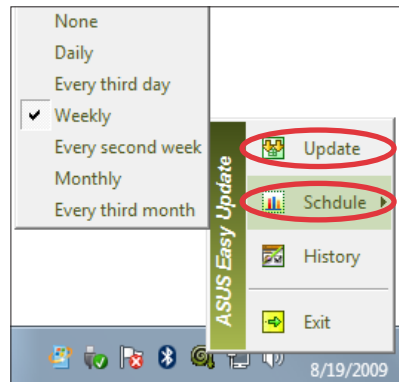 None
Daily
Every third day
Weekly
Every second week
Monthly
Every third month
ASUS Easy Update
Update
Schdule
History
Exit
8/19/2009